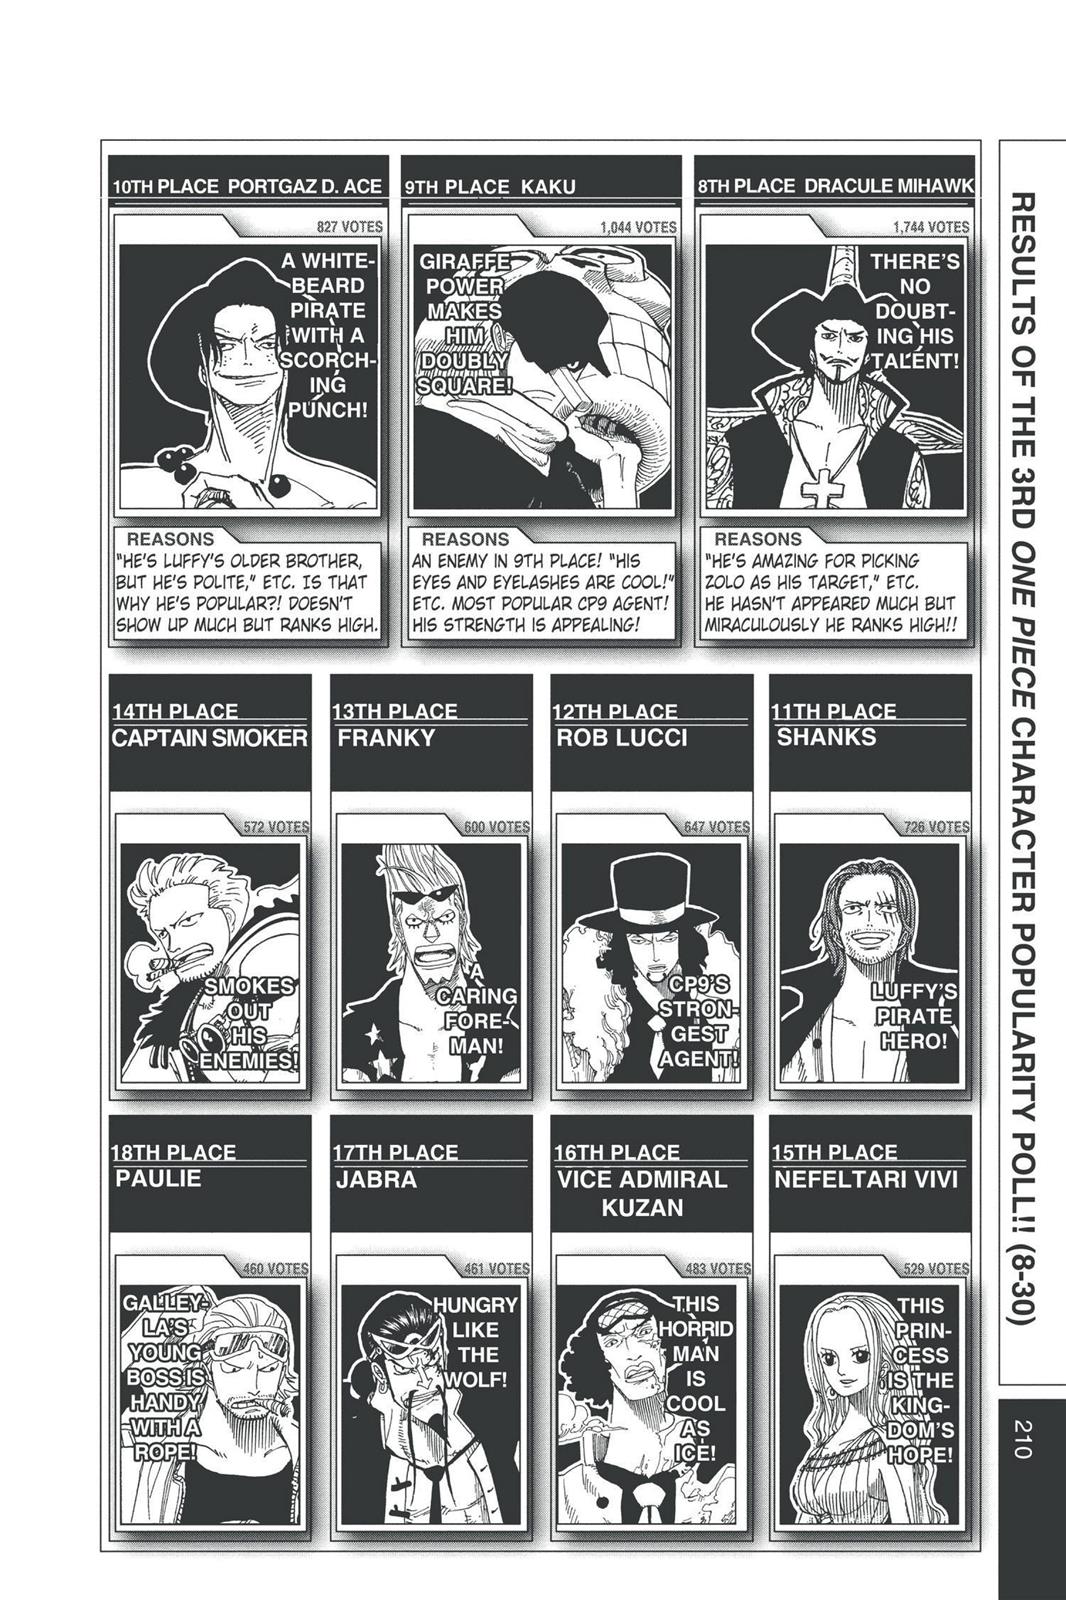 RESULTS OF THE 3RD ONE PIECE CHARACTER POPULARITY POLL!! (8-30)
8TH PLACE DRACULE MIHAWK
1,744 VOTES
THERE'S
NO
DOUBT-
ING HIS
TALENT!
REASONS
"HE'S AMAZING FOR PICKING
ZOLO AS HIS TARGET," ETC.
HE HASN'T APPEARED MUCH BUT
MIRACULOUSLY HE RANKS HIGH!!
9TH PLACE KAKU
1,044 VOTES
GIRAFFE
POWER
MAKES
HIM
DOUBLY
SQUARE!
REASONS
AN ENEMY IN 9TH PLACE! "HIS
EYES AND EYELASHES ARE COOL!"
ETC. MOST POPULAR CP9 AGENT!
HIS STRENGTH IS APPEALING!
10TH PLACE PORTGAZ D. ACE
827 VOTES
A WHITE-
BEARD
PIRATE
WITH A
SCORCH-
ING
PUNCH!
REASONS
"HE'S LUFFY'S OLDER BROTHER,
BUT HE'S POLITE," ETC. IS THAT
WHY HE'S POPULAR?! DOESN'T
SHOW UP MUCH BUT RANKS HIGH.
11TH PLACE
SHANKS
726 VOTES
LUFFY'S
PIRATE
HERO!
12TH PLACE
ROB LUCCI
647 VOTES
CP9'S
STRON-
GEST
AGENT!
13TH PLACE
FRANKY
600 VOTES
A
CARING
FORE-
MAN!
14TH PLACE
CAPTAIN SMOKER
572 VOTES
SMOKES
OUT
HIS
ENEMIES!
15TH PLACE
NEFELTARI VIVI
529 VOTES
THIS
PRIN-
CESS
IS THE
KING-
DOM'S
HOPE!
16TH PLACE
VICE ADMIRAL
KUZAN
483 VOTES
THIS
HORRID
MAN
IS
COOL
AS
ICE!
17TH PLACE
JABRA
461 VOTES
HUNGRY
LIKE
THE
WOLF!
18TH PLACE
PAULIE
460 VOTES
GALLEY-
LA'S
YOUNG
BOSS IS
HANDY
WITH A
ROPE!
210